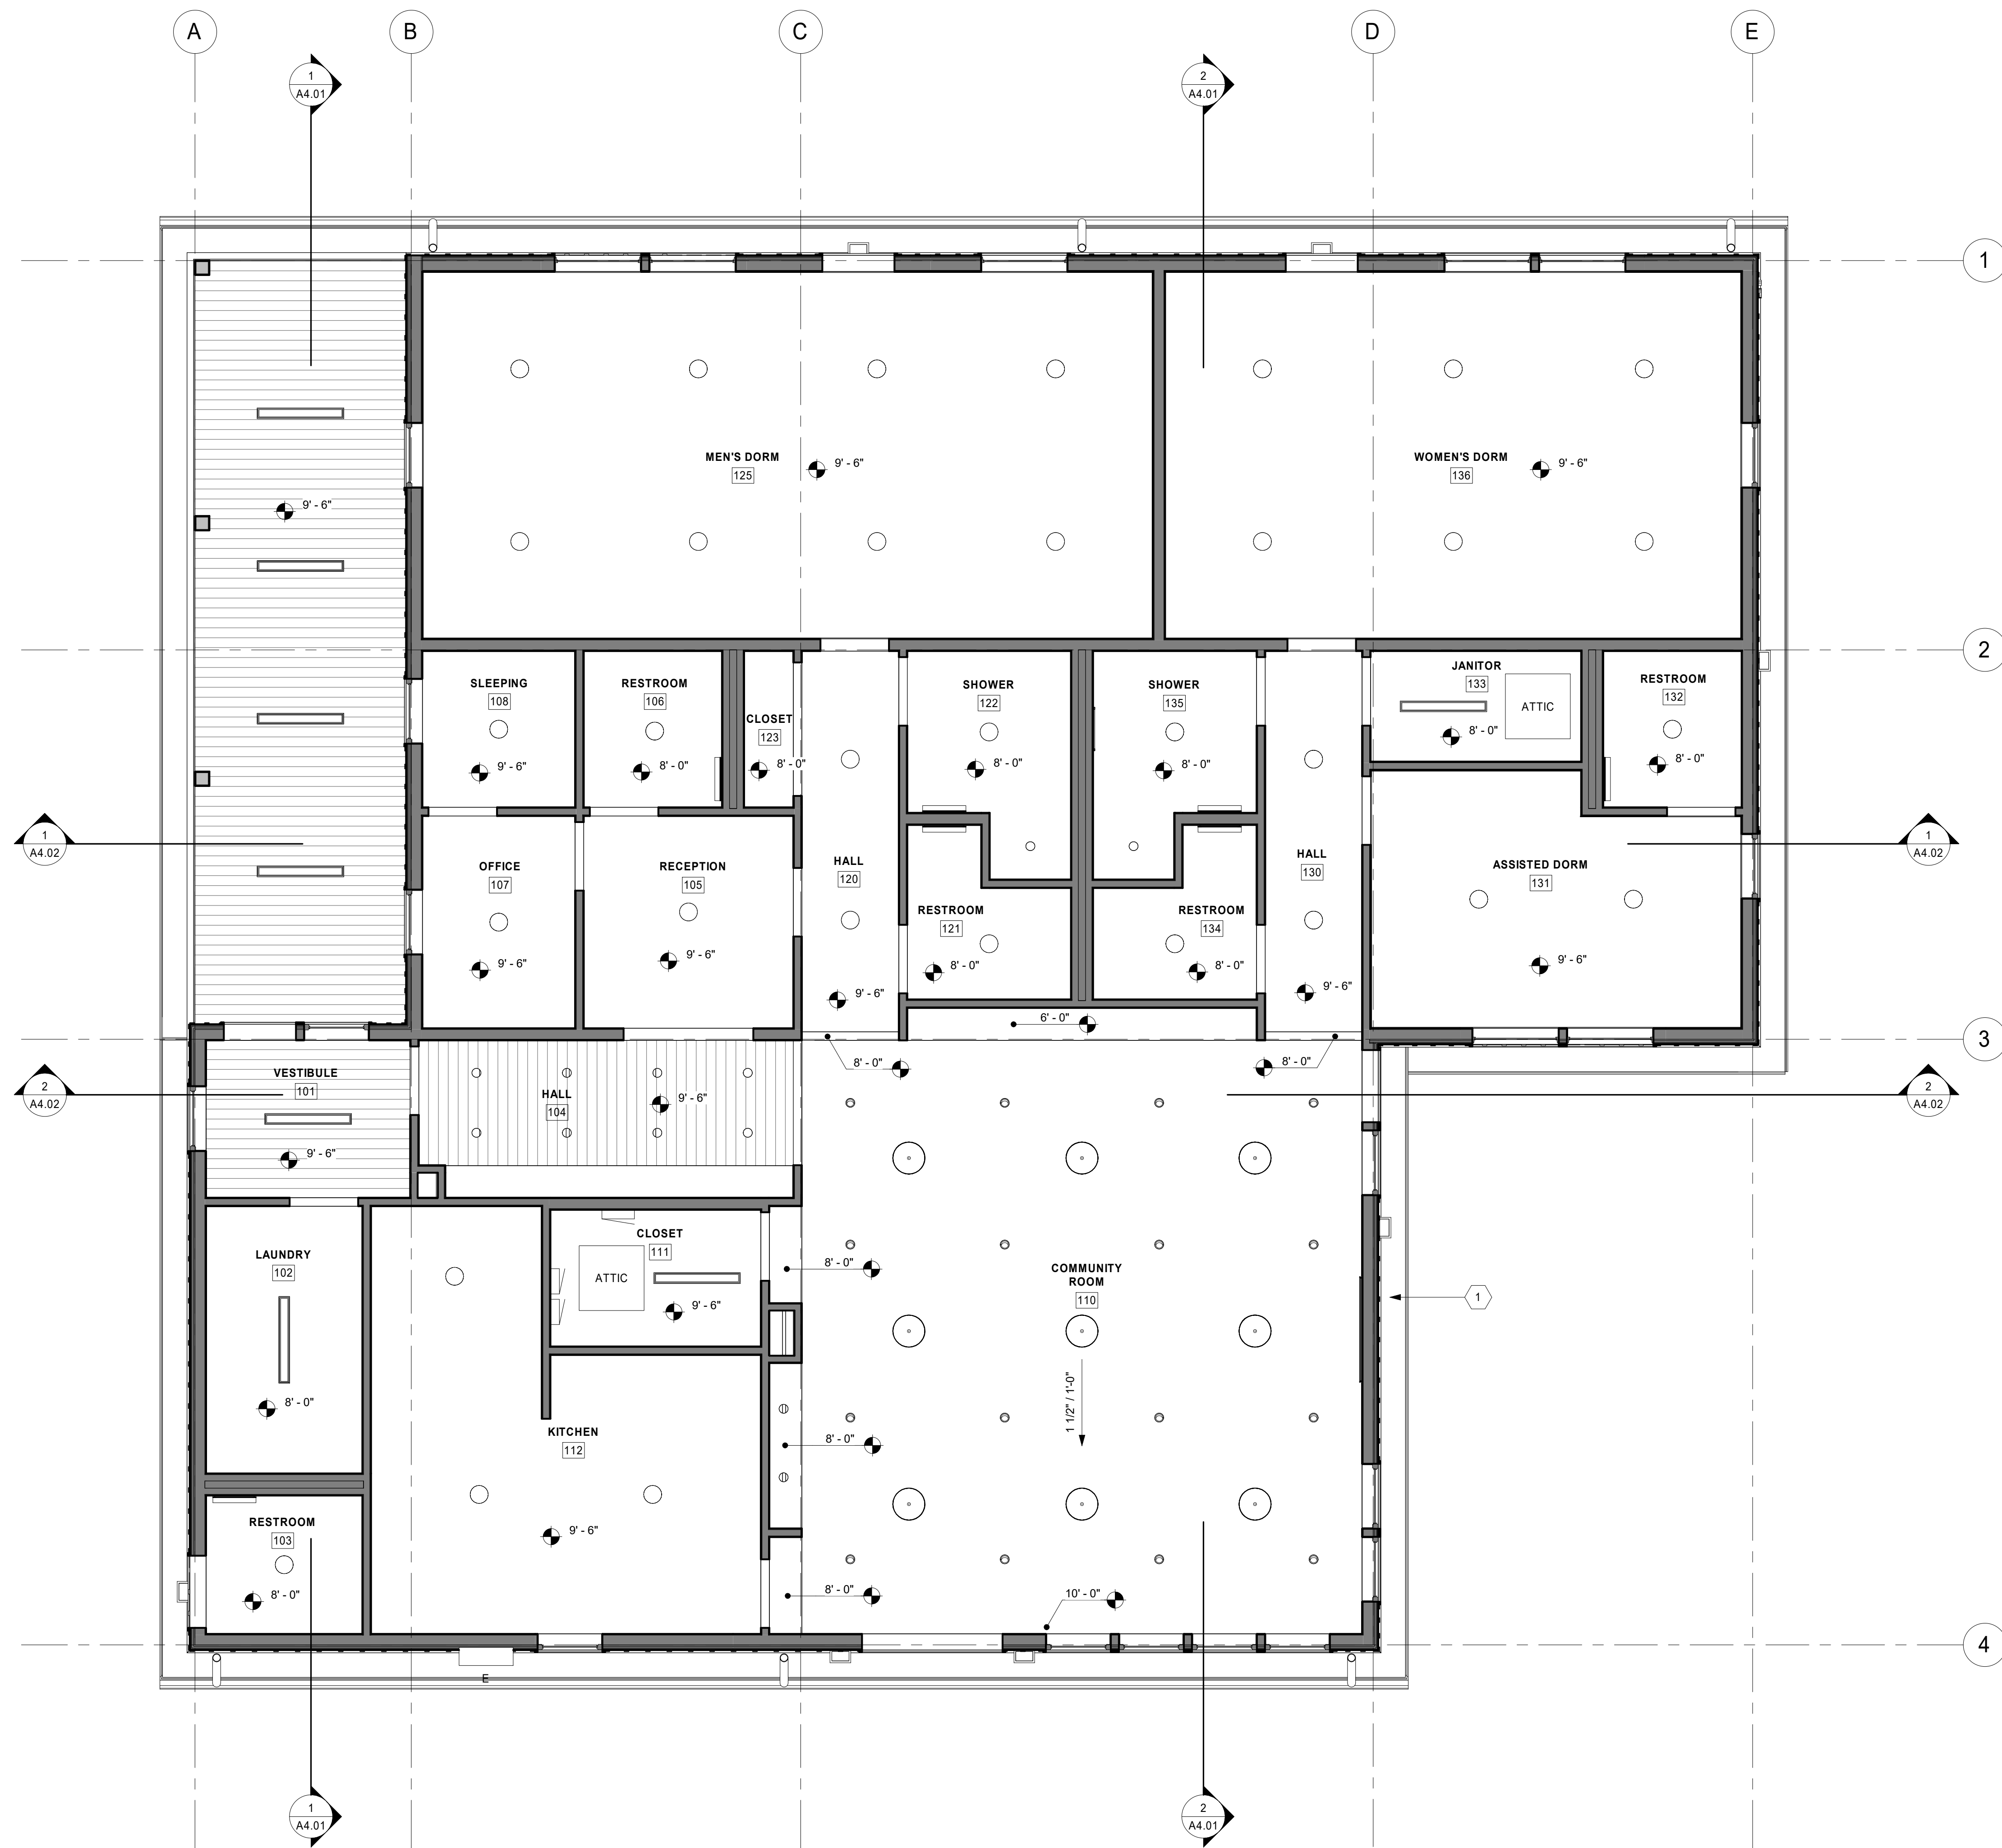 A
B
C
D
E
1
A4.01
2
A4.01
1
MEN'S DORM
125
9' - 6"
WOMEN'S DORM
136
9' - 6"
9' - 6"
2
SLEEPING
108
9' - 6"
RESTROOM
106
8' - 0"
CLOSET
123
8' - 0"
SHOWER
122
8' - 0"
SHOWER
135
8' - 0"
JANITOR
133
8' - 0"
ATTIC
RESTROOM
132
8' - 0"
1
A4.02
1
A4.02
OFFICE
107
9' - 6"
RECEPTION
105
9' - 6"
HALL
120
9' - 6"
RESTROOM
121
8' - 0"
RESTROOM
134
8' - 0"
HALL
130
9' - 6"
ASSISTED DORM
131
9' - 6"
6' - 0"
8' - 0"
8' - 0"
3
2
A4.02
2
A4.02
VESTIBULE
101
9' - 6"
HALL
104
9' - 6"
LAUNDRY
102
8' - 0"
CLOSET
111
ATTIC
9' - 6"
8' - 0"
COMMUNITY
ROOM
110
1
1 1/2" / 1'-0"
KITCHEN
112
9' - 6"
8' - 0"
RESTROOM
103
8' - 0"
8' - 0"
10' - 0"
4
E
1
A4.01
2
A4.01